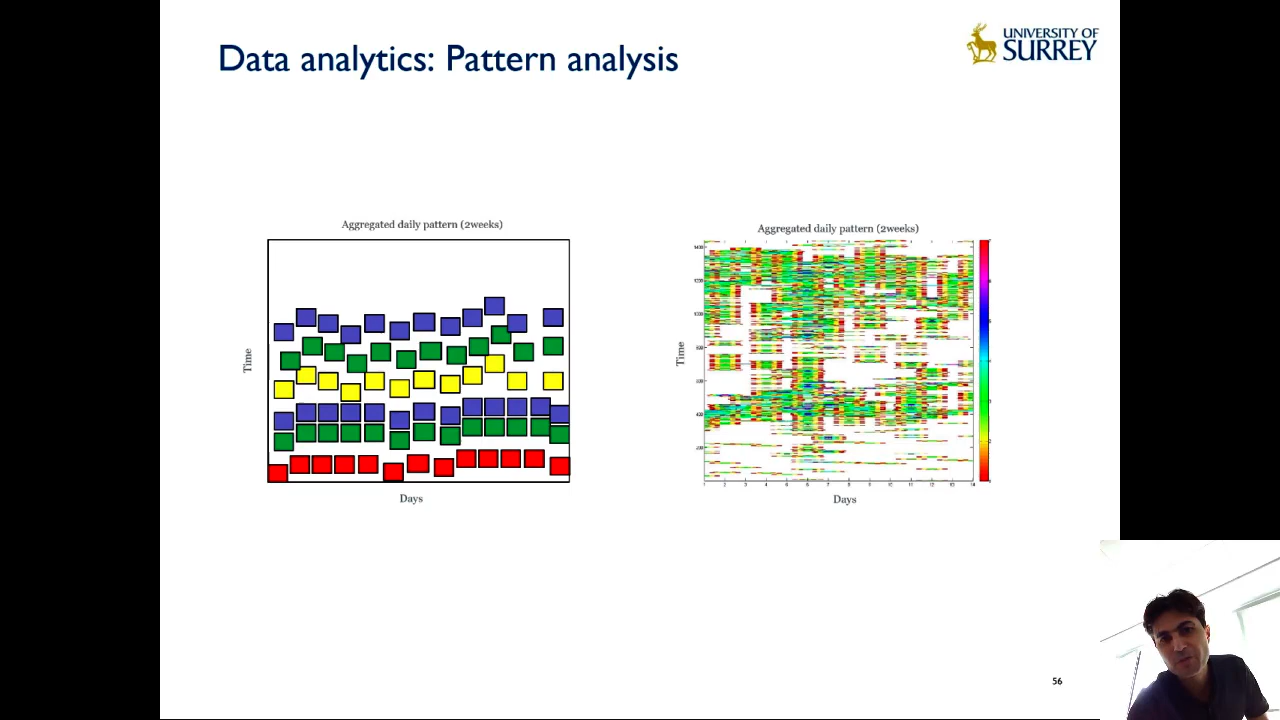 Data analytics: Pattern analysis
UNIVERSITY OF
SURREY
Aggregated daily pattern (2weeks)
Time
Days
Aggregated daily pattern (2weeks)
Time
Days
56